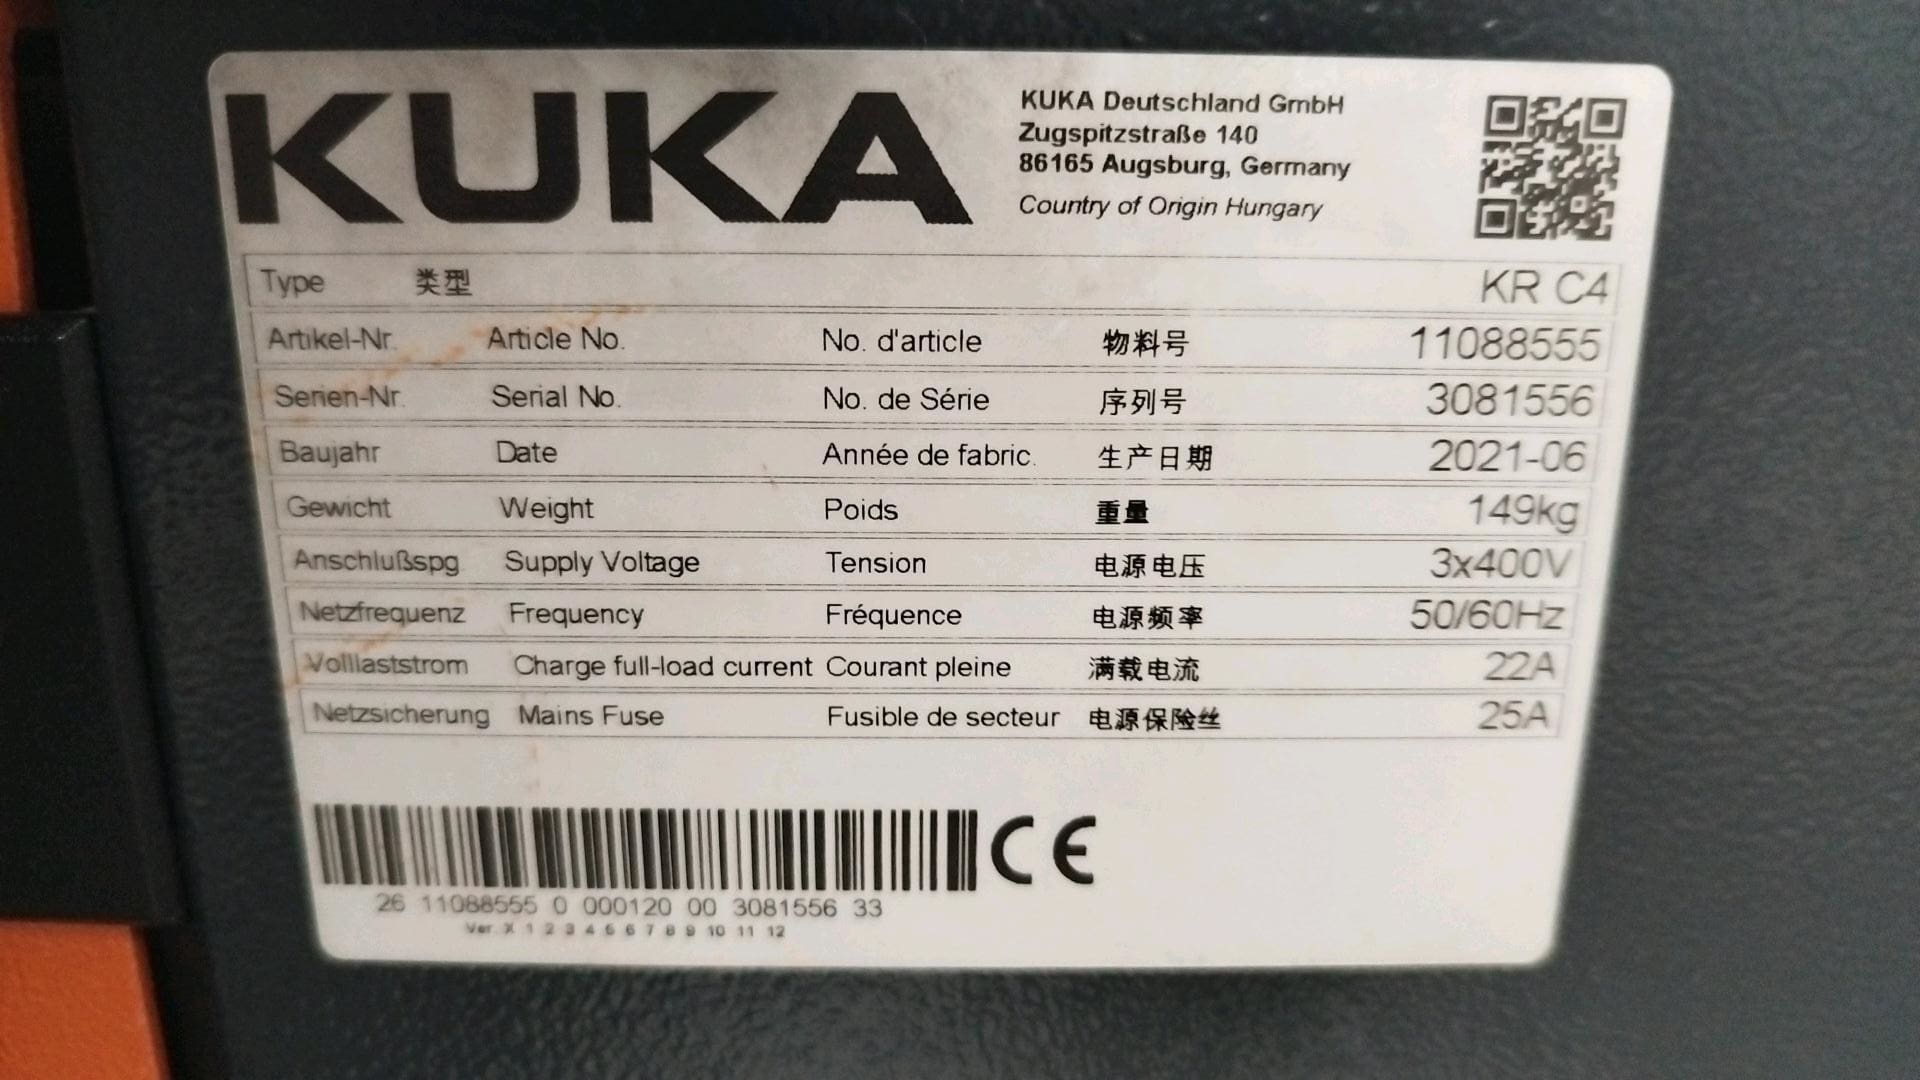 KUKA
KUKA Deutschland GmbH
Zugspitzstraße 140
86165 Augsburg, Germany
Country of Origin Hungary
Type 类型 KR C4
Artikel-Nr. Article No. No. d'article 物料号 11088555
Serien-Nr. Serial No. No. de Série 序列号 3081556
Baujahr Date Année de fabric. 生产日期 2021-06
Gewicht Weight Poids 重量 149kg
Anschlußspg Supply Voltage Tension 电源电压 3x400V
Netzfrequenz Frequency Fréquence 电源频率 50/60Hz
Volllaststrom Charge full-load current Courant pleine 满载电流 22A
Netzsicherung Mains Fuse Fusible de secteur 电源保险丝 25A
CE
26 11088555 0 000120 00 3081556 33
Ver. X 1 2 3 4 5 6 7 8 9 10 11 12